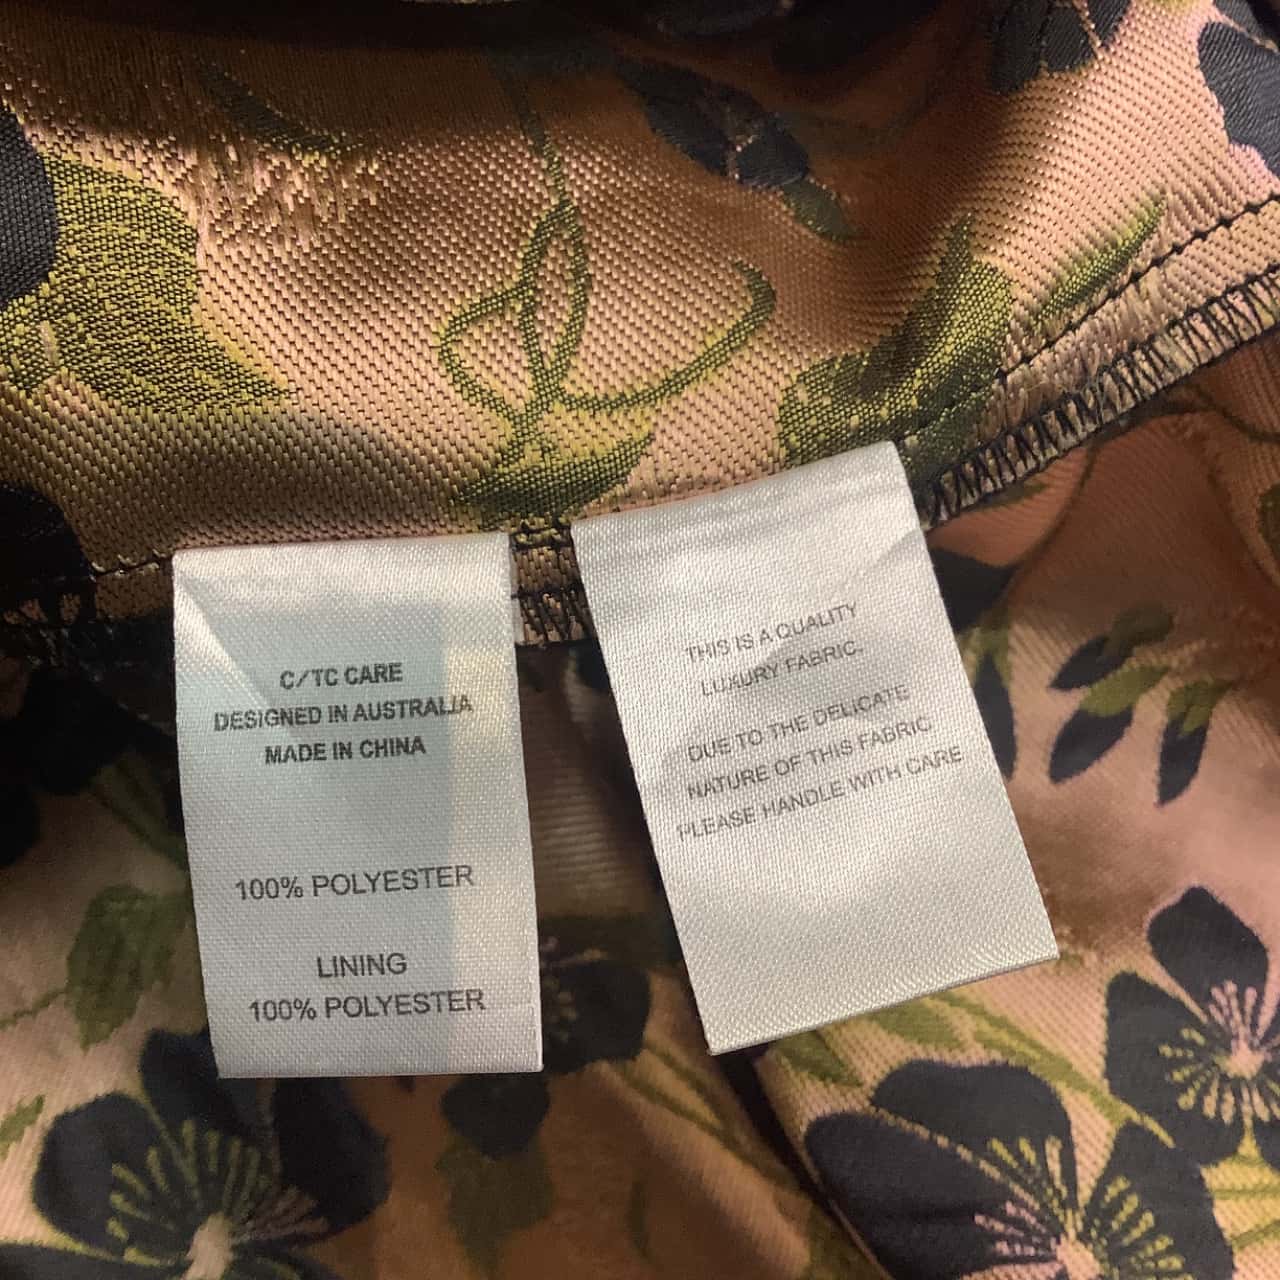 C/TC CARE
DESIGNED IN AUSTRALIA
MADE IN CHINA
100% POLYESTER
LINING
100% POLYESTER
THIS IS A QUALITY
LUXURY FABRIC.
DUE TO THE DELICATE
NATURE OF THIS FABRIC
PLEASE HANDLE WITH CARE